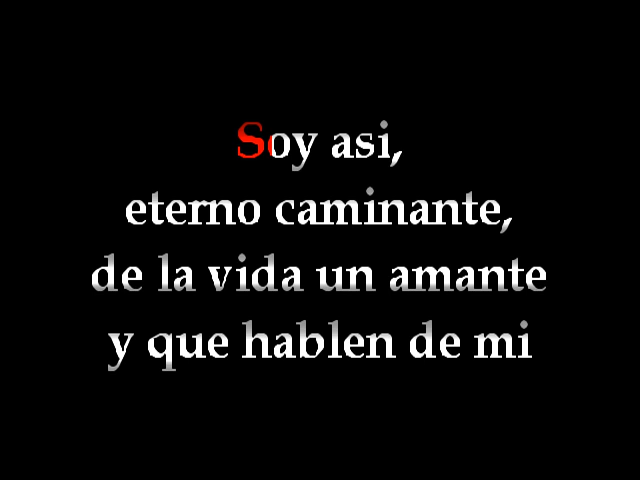 Soy asi,
eterno caminante,
de la vida un amante
y que hablen de mi